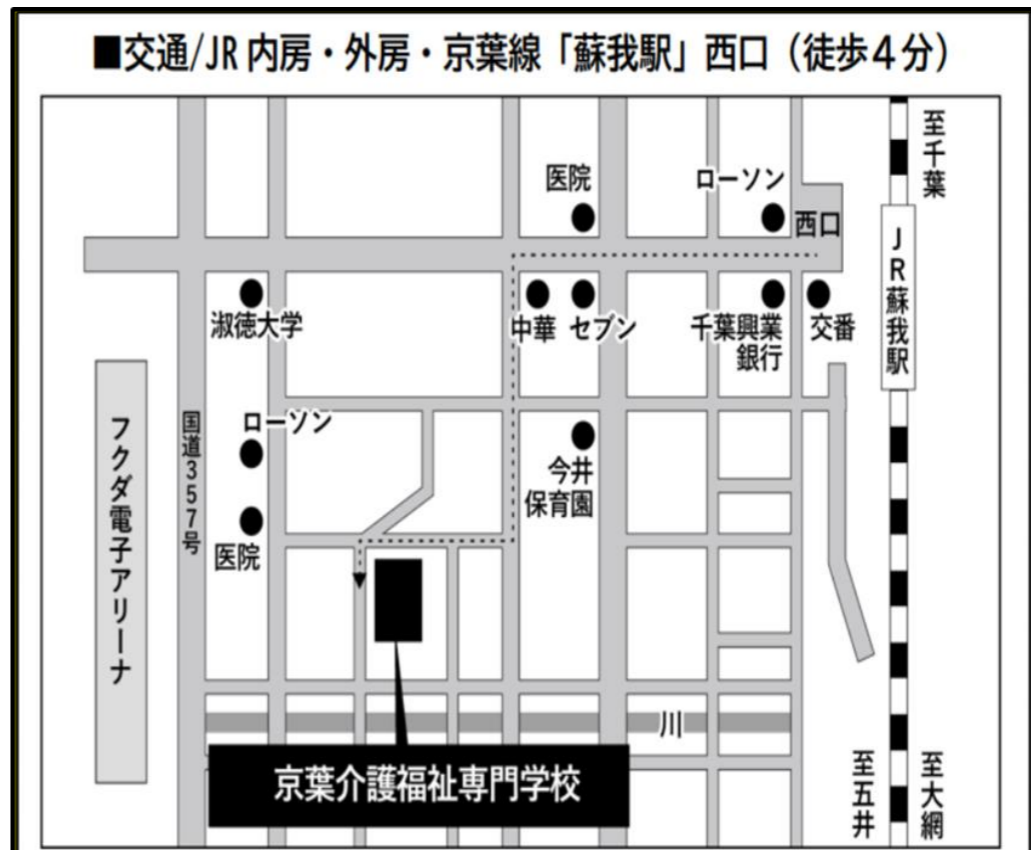 ■交通/JR内房・外房・京葉線「蘇我駅」西口（徒歩4分）
至千葉
医院
ローソン
西口
JR蘇我駅
淑徳大学
中華
セブン
千葉興業
銀行
交番
フクダ電子アリーナ
国道357号
ローソン
今井
保育園
医院
川
京葉介護福祉専門学校
至五井
至大網